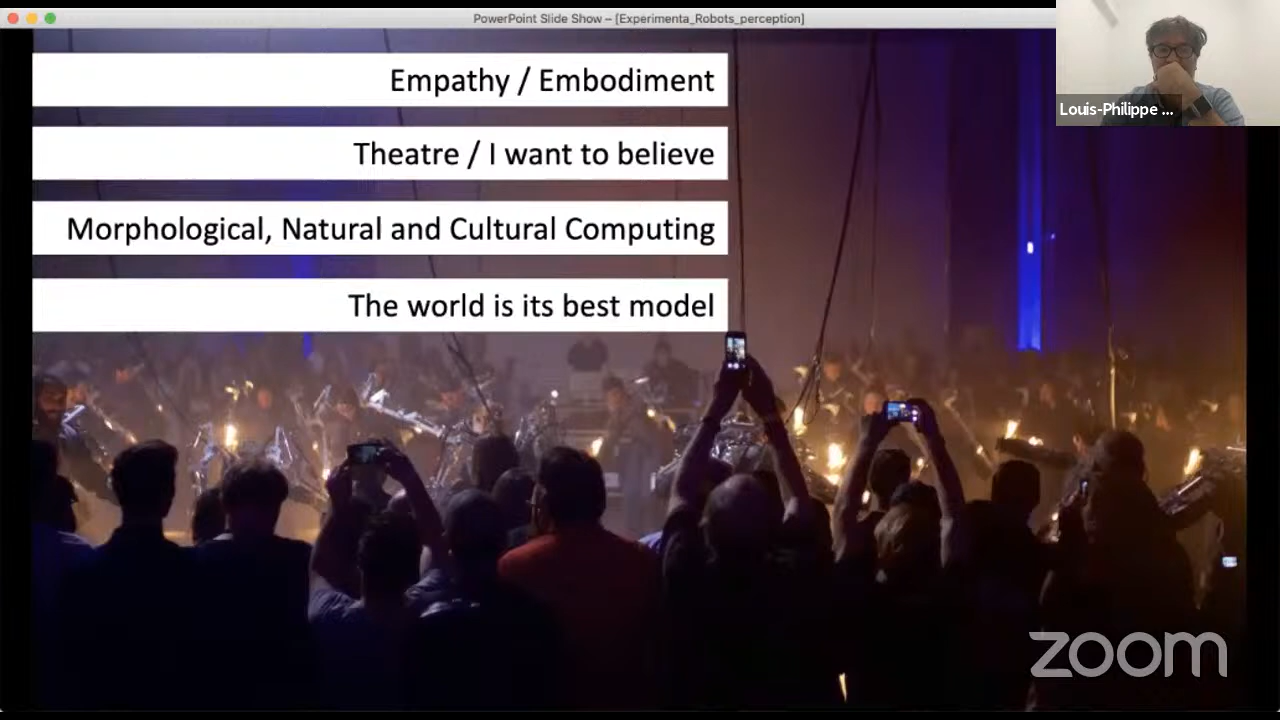 PowerPoint Slide Show – [Experimenta_Robots_perception]
Empathy / Embodiment
Louis-Philippe ...
Theatre / I want to believe
Morphological, Natural and Cultural Computing
The world is its best model
zoom